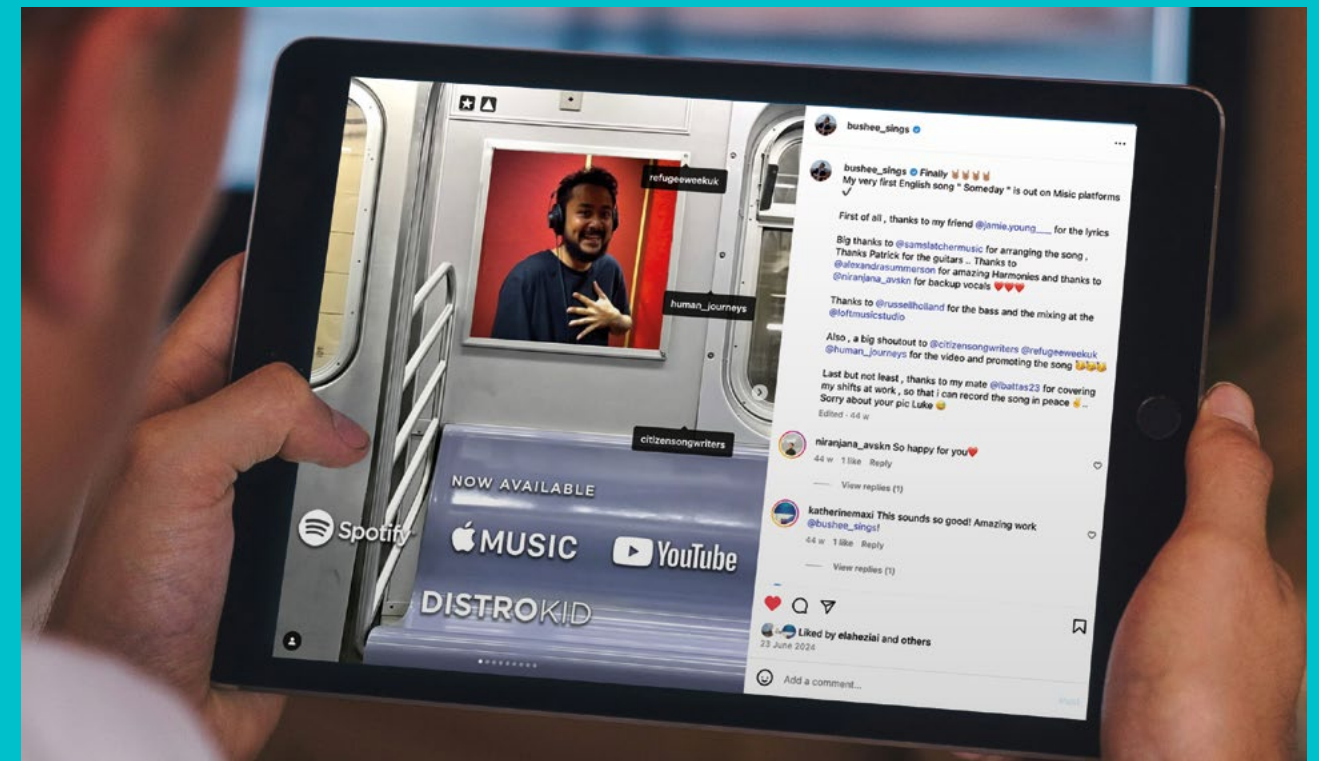 refugeeweekuk
human_journeys
citizensongwriters
NOW AVAILABLE
Spotify
MUSIC
YouTube
DISTROKID
bushee_sings
bushee_sings Finally 🤘🤘🤘🤘
My very first English song " Someday " is out on Misic platforms
✓
First of all , thanks to my friend @jamie.young___ for the lyrics
Big thanks to @samslatchermusic for arranging the song ,
Thanks Patrick for the guitars .. Thanks to
@alexandrasummerson for amazing Harmonies and thanks to
@niranjana_avskn for backup vocals ❤️❤️❤️
Thanks to @russellholland for the bass and the mixing at the
@loftmusicstudio
Also , a big shoutout to @citizensongwriters @refugeeweekuk
@human_journeys for the video and promoting the song
Last but not least , thanks to my mate @lbattas23 for covering
my shifts at work , so that i can record the song in peace ✌️..
Sorry about your pic Luke 😅
Edited · 44 w
niranjana_avskn So happy for you❤️
44 w 1 like Reply
View replies (1)
katherinemaxi This sounds so good! Amazing work
@bushee_sings!
44 w 1 like Reply
View replies (1)
Liked by elaheziai and others
23 June 2024
Add a comment...